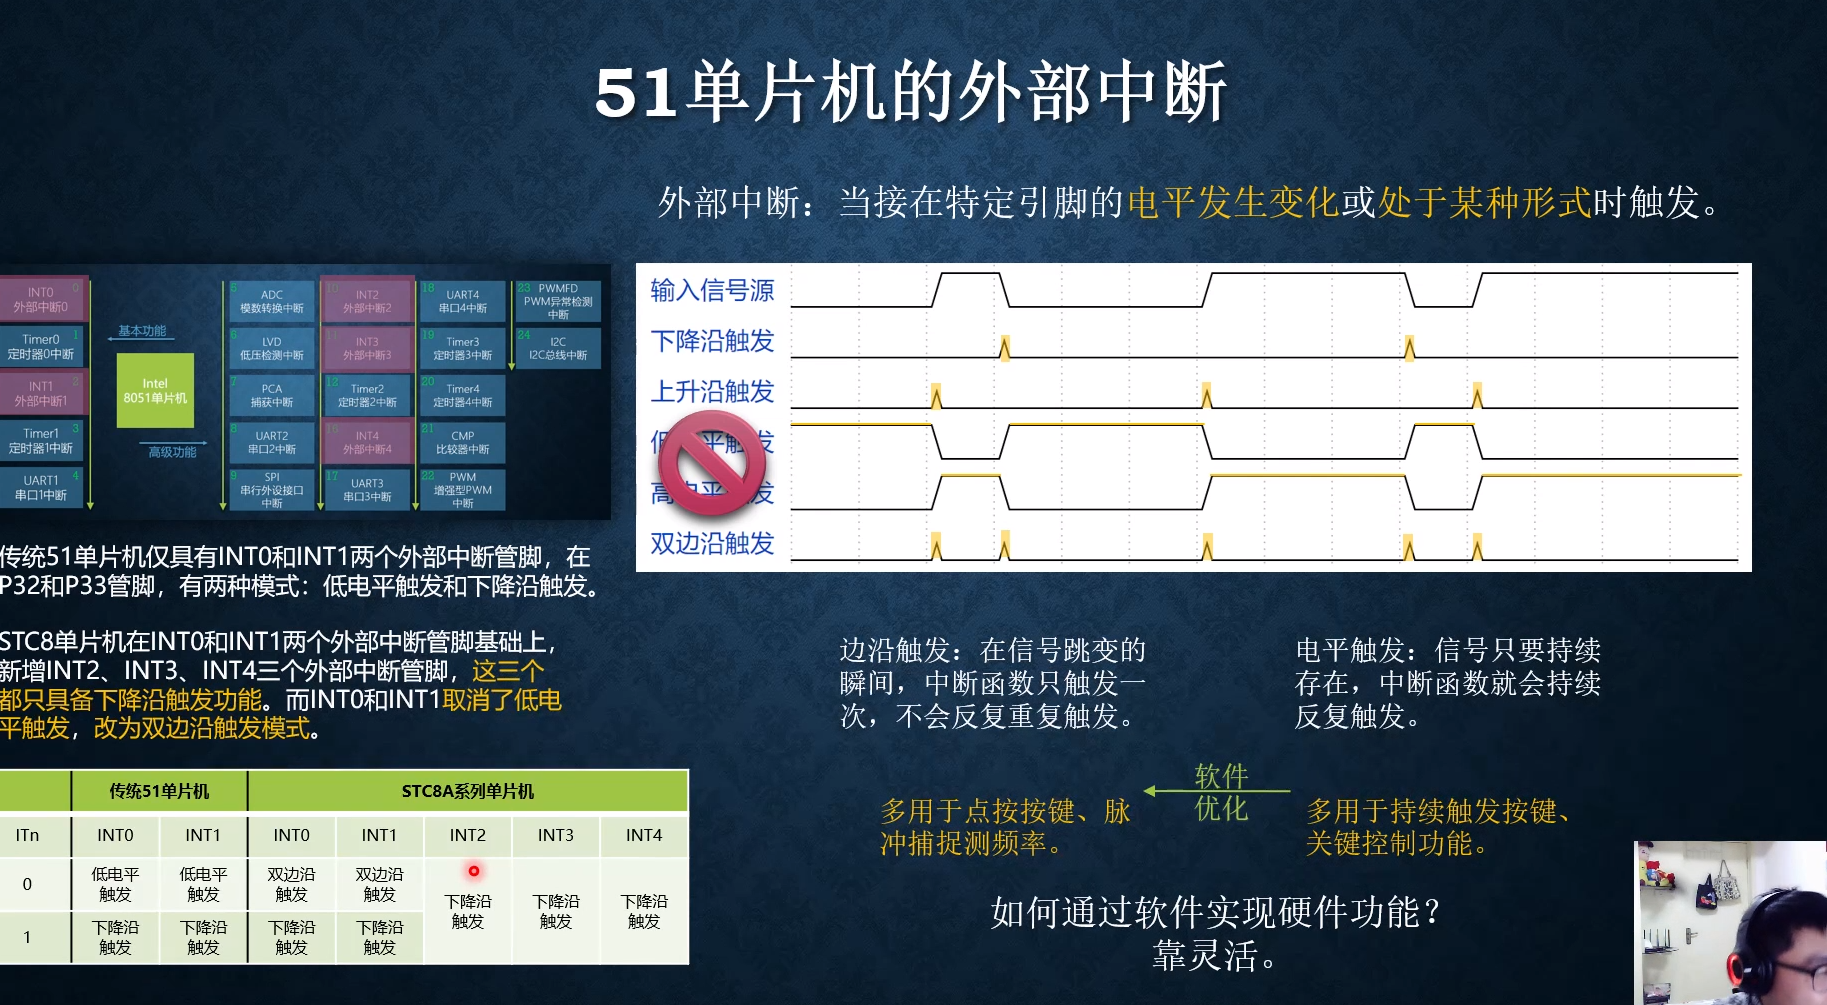 51单片机的外部中断
外部中断：当接在特定引脚的电平发生变化或处于某种形式时触发。
INT0 0
外部中断0
Timer0 1
定时器0中断
INT1 2
外部中断1
Timer1 3
定时器1中断
UART1 4
串口1中断
基本功能
Intel
8051单片机
高级功能
5 ADC
模数转换中断
6 LVD
低压检测中断
7 PCA
捕获中断
8 UART2
串口2中断
9 SPI
串行外设接口
中断
10 INT2
外部中断2
11 INT3
外部中断3
12 Timer2
定时器2中断
16 INT4
外部中断4
17 UART3
串口3中断
18 UART4
串口4中断
19 Timer3
定时器3中断
20 Timer4
定时器4中断
21 CMP
比较器中断
22 PWM
增强型PWM
中断
23 PWMFD
PWM异常检测
中断
24 I2C
I2C总线中断
输入信号源
下降沿触发
上升沿触发
低电平触发
高电平触发
双边沿触发
传统51单片机仅具有INT0和INT1两个外部中断管脚，在
P32和P33管脚，有两种模式：低电平触发和下降沿触发。
STC8单片机在INT0和INT1两个外部中断管脚基础上，
新增INT2、INT3、INT4三个外部中断管脚，这三个
都只具备下降沿触发功能。而INT0和INT1取消了低电
平触发，改为双边沿触发模式。
边沿触发：在信号跳变的
瞬间，中断函数只触发一
次，不会反复重复触发。
电平触发：信号只要持续
存在，中断函数就会持续
反复触发。
软件
优化
多用于点按按键、脉
冲捕捉测频率。
多用于持续触发按键、
关键控制功能。
如何通过软件实现硬件功能？
靠灵活。
传统51单片机 STC8A系列单片机
ITn INT0 INT1 INT0 INT1 INT2 INT3 INT4
0 低电平 低电平 双边沿 双边沿
触发 触发 触发 触发
下降沿 下降沿 下降沿
触发 触发 触发
1 下降沿 下降沿 下降沿 下降沿
触发 触发 触发 触发